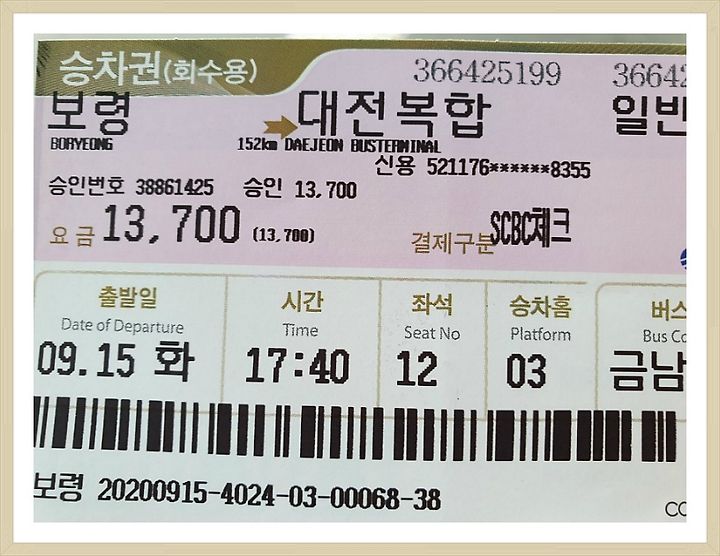 승차권(회수용) 366425199 36642
보령 대전복합 일반
BORYEONG 152km DAEJEON BUSTERMINAL
신용 521176******8355
승인번호 38861425 승인 13,700
요금 13,700 (13,700) 결제구분 SCBC체크
출발일 시간 좌석 승차홈 버스
Date of Departure Time Seat No Platform Bus Co
09.15 화 17:40 12 03 금남
보령 20200915-4024-03-00068-38 CO